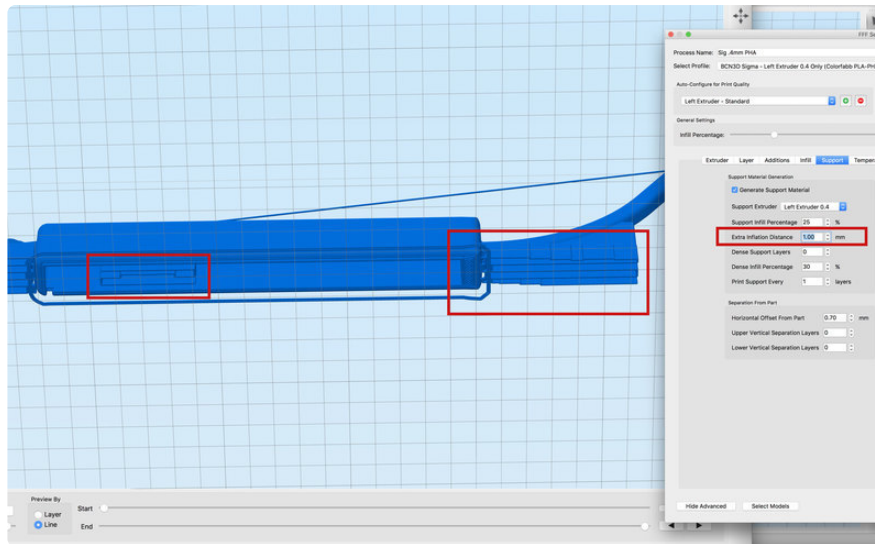 FFF Se
Process Name: Sig .4mm PHA
Select Profile: BCN3D Sigma - Left Extruder 0.4 Only (Colorfabb PLA-PH
Auto-Configure for Print Quality
Left Extruder - Standard
General Settings
Infill Percentage:
Extruder Layer Additions Infill Support Tempera
Support Material Generation
Generate Support Material
Support Extruder Left Extruder 0.4
Support Infill Percentage 25 %
Extra Inflation Distance 1.00 mm
Dense Support Layers 0
Dense Infill Percentage 30 %
Print Support Every 1 layers
Separation From Part
Horizontal Offset From Part 0.70 mm
Upper Vertical Separation Layers 0
Lower Vertical Separation Layers 0
Hide Advanced Select Models
Preview By
Layer
Line
Start
End